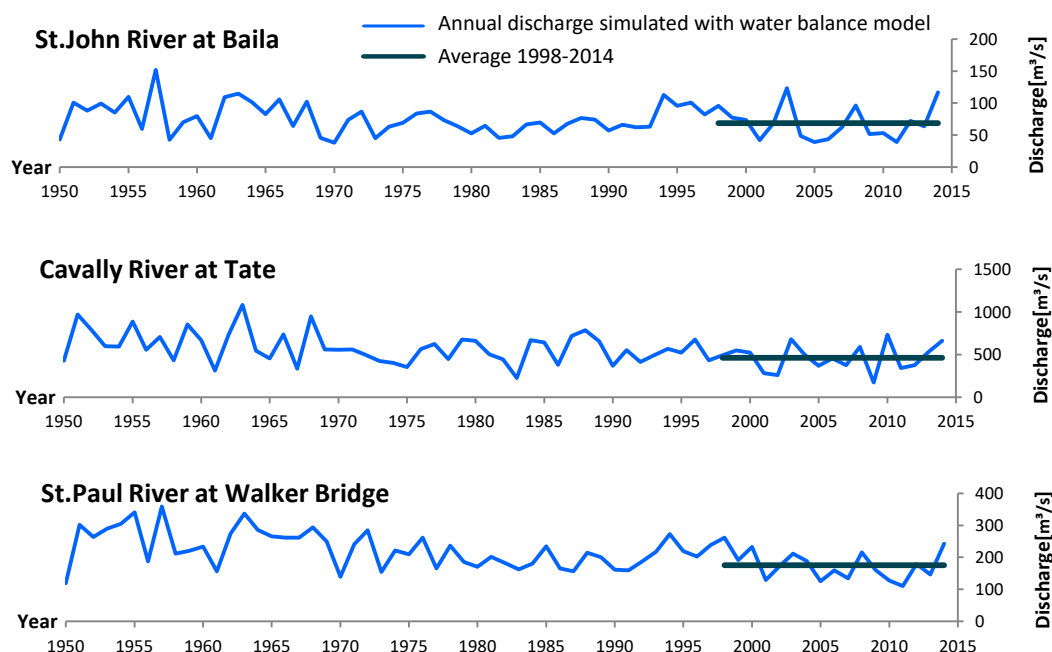 Annual discharge simulated with water balance model
Average 1998-2014
St.John River at Baila
200
150
100
50
0
Discharge[m³/s]
Year
1950 1955 1960 1965 1970 1975 1980 1985 1990 1995 2000 2005 2010 2015
Cavally River at Tate
1500
1000
500
0
Discharge[m³/s]
Year
1950 1955 1960 1965 1970 1975 1980 1985 1990 1995 2000 2005 2010 2015
St.Paul River at Walker Bridge
400
300
200
100
0
Discharge[m³/s]
Year
1950 1955 1960 1965 1970 1975 1980 1985 1990 1995 2000 2005 2010 2015